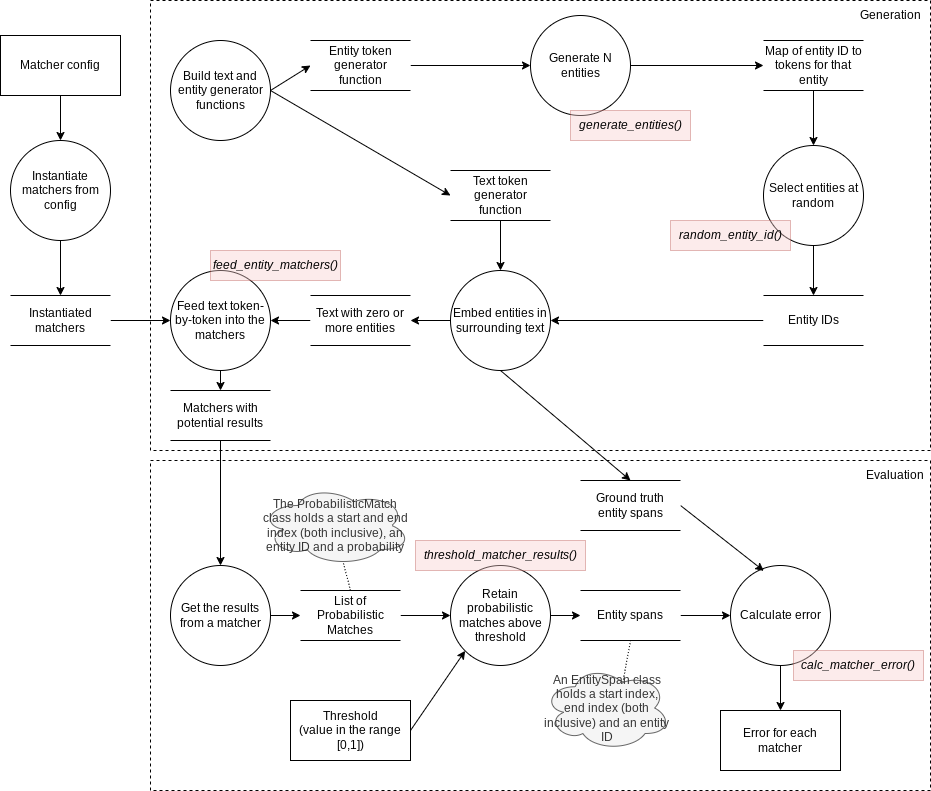 Generation
Matcher config
Build text and
entity generator
functions
Entity token
generator
function
Generate N
entities
Map of entity ID to
tokens for that
entity
generate_entities()
Instantiate
matchers from
config
Text token
generator
function
Select entities at
random
random_entity_id()
feed_entity_matchers()
Instantiated
matchers
Feed text token-
by-token into the
matchers
Text with zero or
more entities
Embed entities in
surrounding text
Entity IDs
Matchers with
potential results
Evaluation
Ground truth
entity spans
The ProbabilisticMatch
class holds a start and end
index (both inclusive), an
entity ID and a probability
threshold_matcher_results()
Get the results
from a matcher
List of
Probabilistic
Matches
Retain
probabilistic
matches above
threshold
Entity spans
Calculate error
calc_matcher_error()
An EntitySpan class
holds a start index,
end index (both
inclusive) and an entity
ID
Threshold
(value in the range
[0,1])
Error for each
matcher